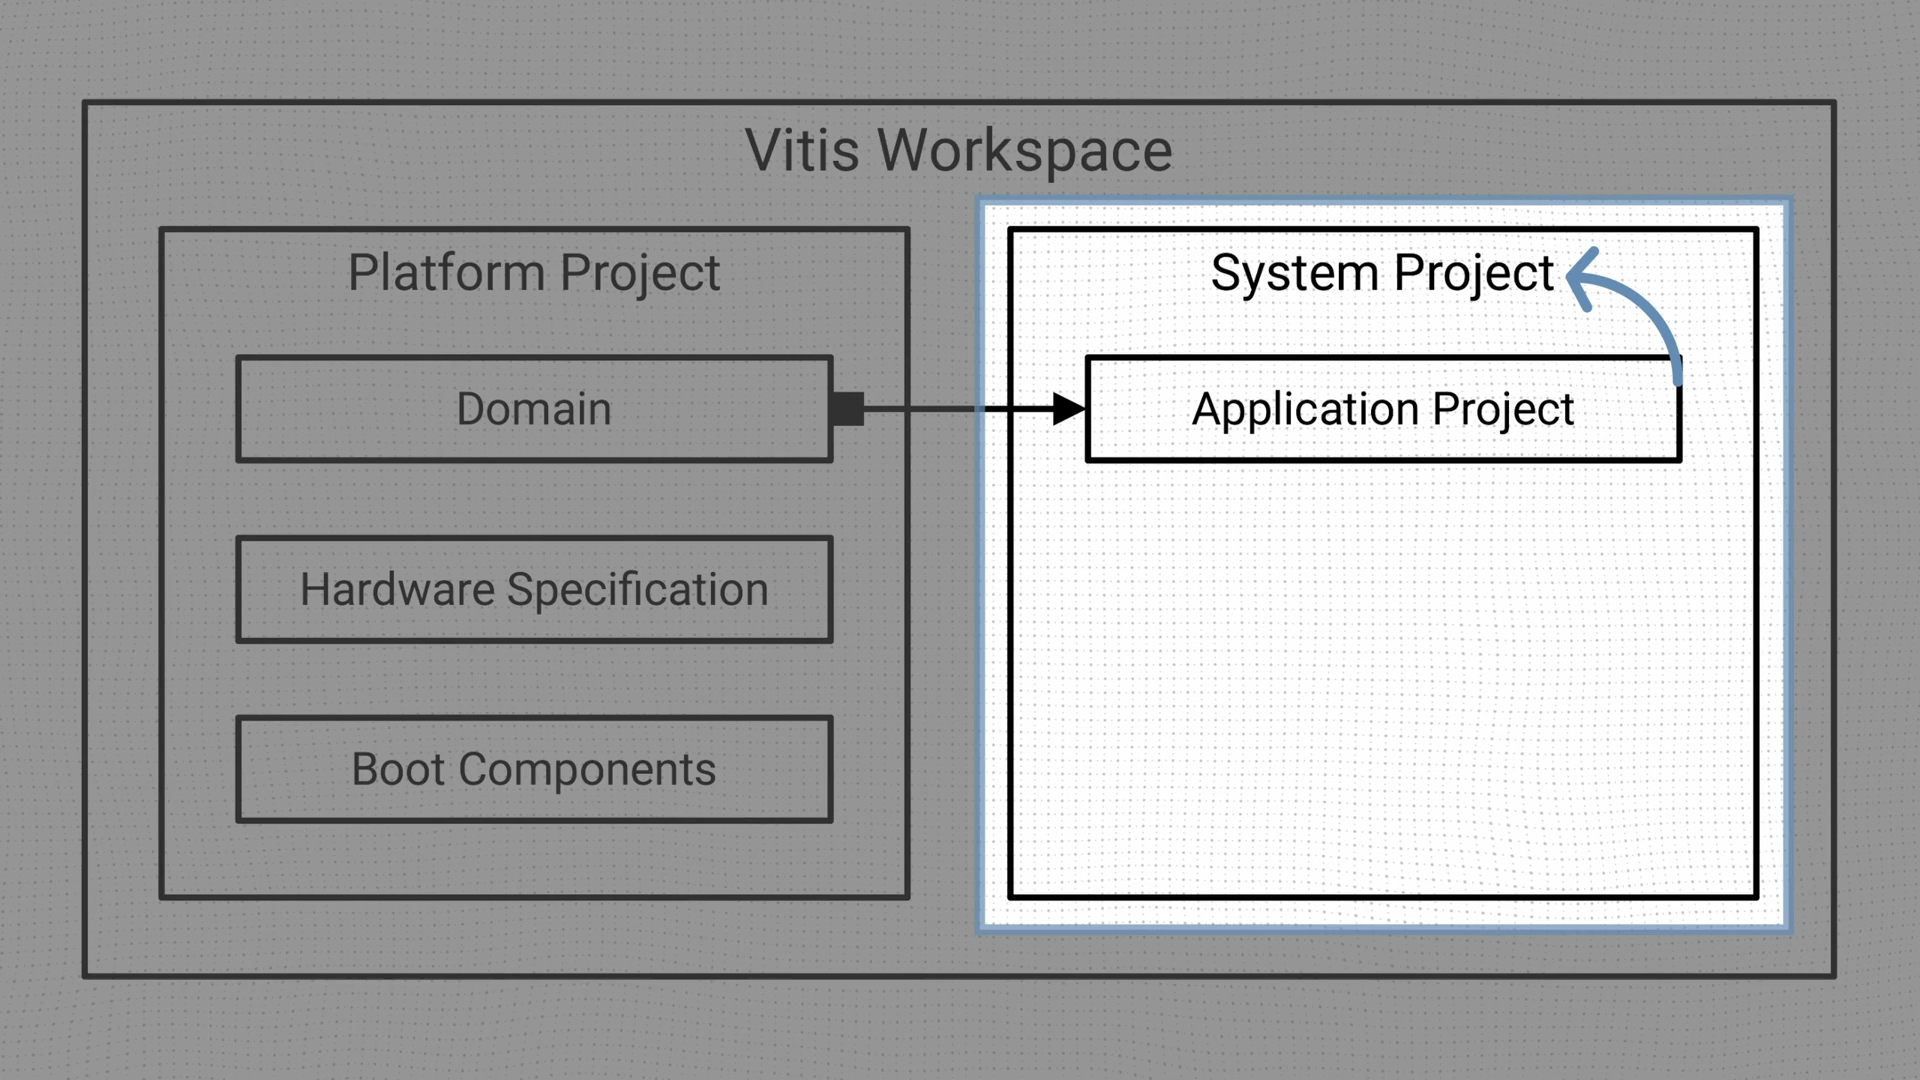 Vitis Workspace
Platform Project
Domain
Hardware Specification
Boot Components
System Project
Application Project